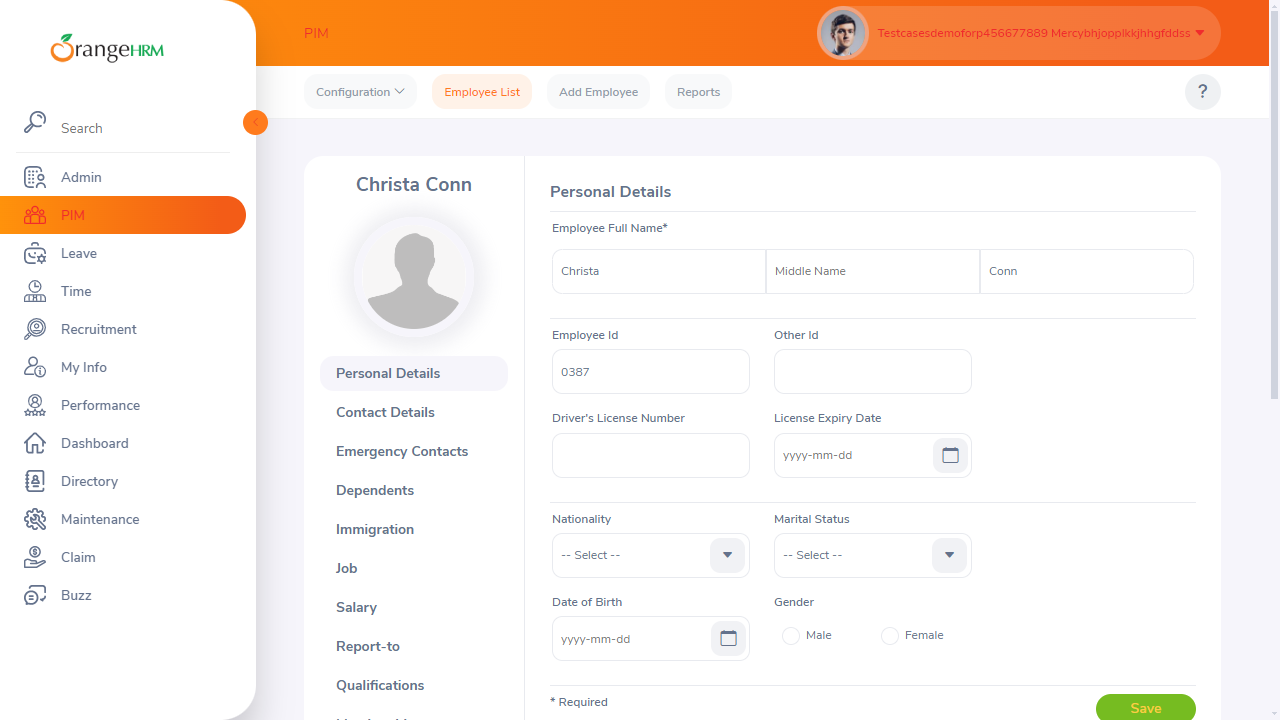 OrangeHRM
PIM
Testcasesdemoforp456677889 Mercybhjopplkkjhhgfddss
Configuration
Employee List
Add Employee
Reports
?
Search
Admin
PIM
Leave
Time
Recruitment
My Info
Performance
Dashboard
Directory
Maintenance
Claim
Buzz
Christa Conn
Personal Details
Contact Details
Emergency Contacts
Dependents
Immigration
Job
Salary
Report-to
Qualifications
Personal Details
Employee Full Name*
Christa
Middle Name
Conn
Employee Id
Other Id
0387
Driver's License Number
License Expiry Date
yyyy-mm-dd
Nationality
Marital Status
-- Select --
-- Select --
Date of Birth
Gender
yyyy-mm-dd
Male
Female
* Required
Save